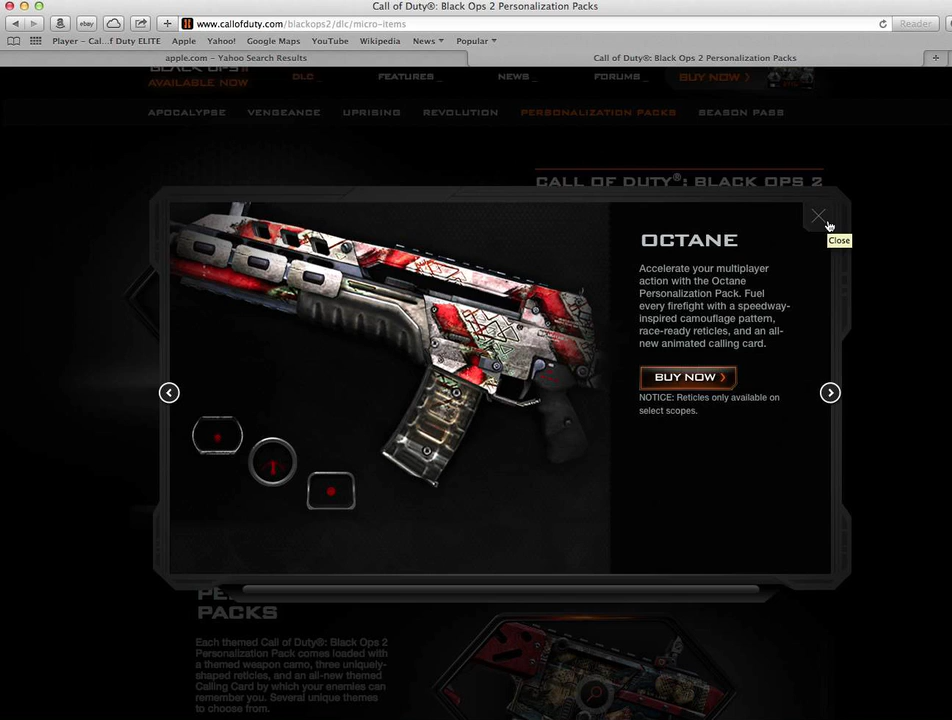 Call of Duty®: Black Ops 2 Personalization Packs
ebay
www.callofduty.com/blackops2/dlc/micro-items
Reader
Player - Cal...f Duty ELITE Apple Yahoo! Google Maps YouTube Wikipedia News Popular
apple.com - Yahoo Search Results
Call of Duty®: Black Ops 2 Personalization Packs
AVAILABLE NOW
DLC
FEATURES_
NEWS_
FORUMS_
BUY NOW
APOCALYPSE VENGEANCE UPRISING REVOLUTION PERSONALIZATION PACKS SEASON PASS
CALL OF DUTY®: BLACK OPS 2
OCTANE
Close
Accelerate your multiplayer
action with the Octane
Personalization Pack. Fuel
every firefight with a speedway-
inspired camouflage pattern,
race-ready reticles, and an all-
new animated calling card.
BUY NOW
NOTICE: Reticles only available on
select scopes.
PACKS
Each themed Call of Duty®: Black Ops 2
Personalization Pack comes loaded with
a themed weapon camo, three uniquely-
shaped reticles, and an all-new themed
Calling Card by which your enemies can
remember you. Several unique themes
to choose from.